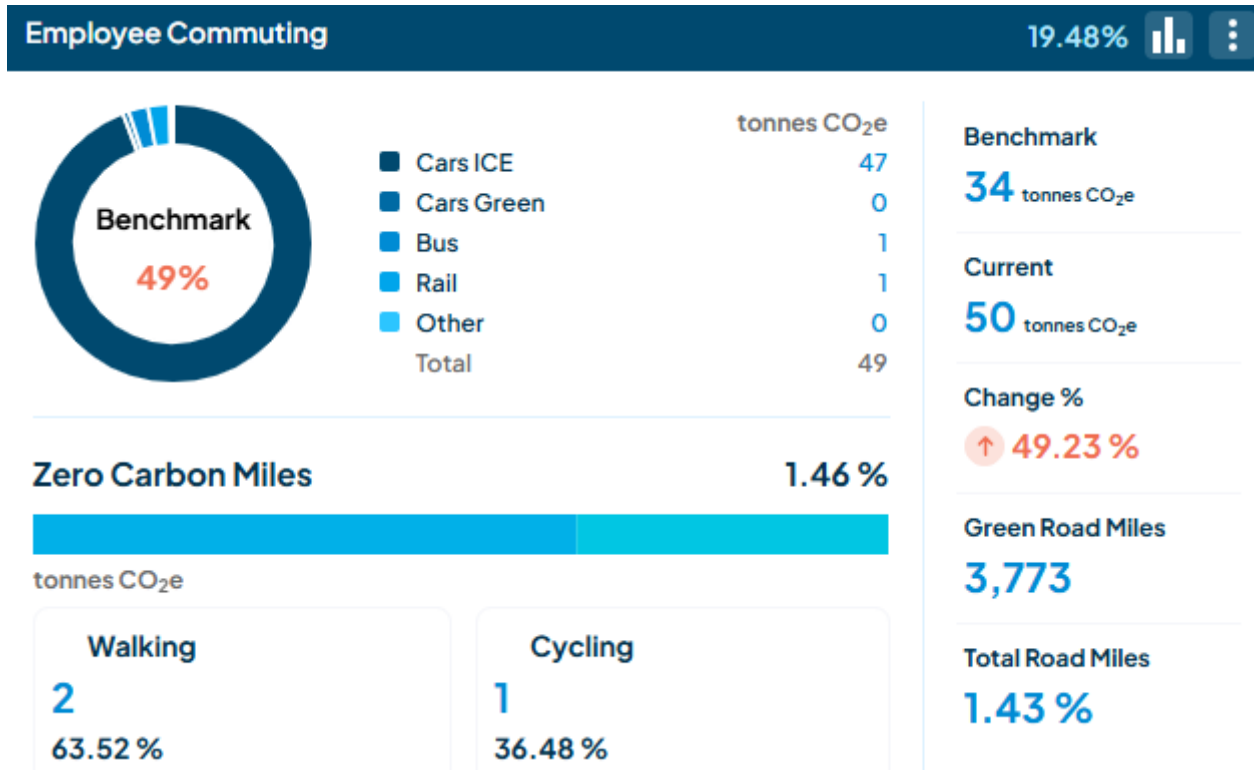 Employee Commuting 19.48%
Benchmark
49%
tonnes CO₂e
Cars ICE 47
Cars Green 0
Bus 1
Rail 1
Other 0
Total 49
Zero Carbon Miles 1.46 %
tonnes CO₂e
Walking
2
63.52 %
Cycling
1
36.48 %
Benchmark
34 tonnes CO₂e
Current
50 tonnes CO₂e
Change %
↑ 49.23 %
Green Road Miles
3,773
Total Road Miles
1.43 %